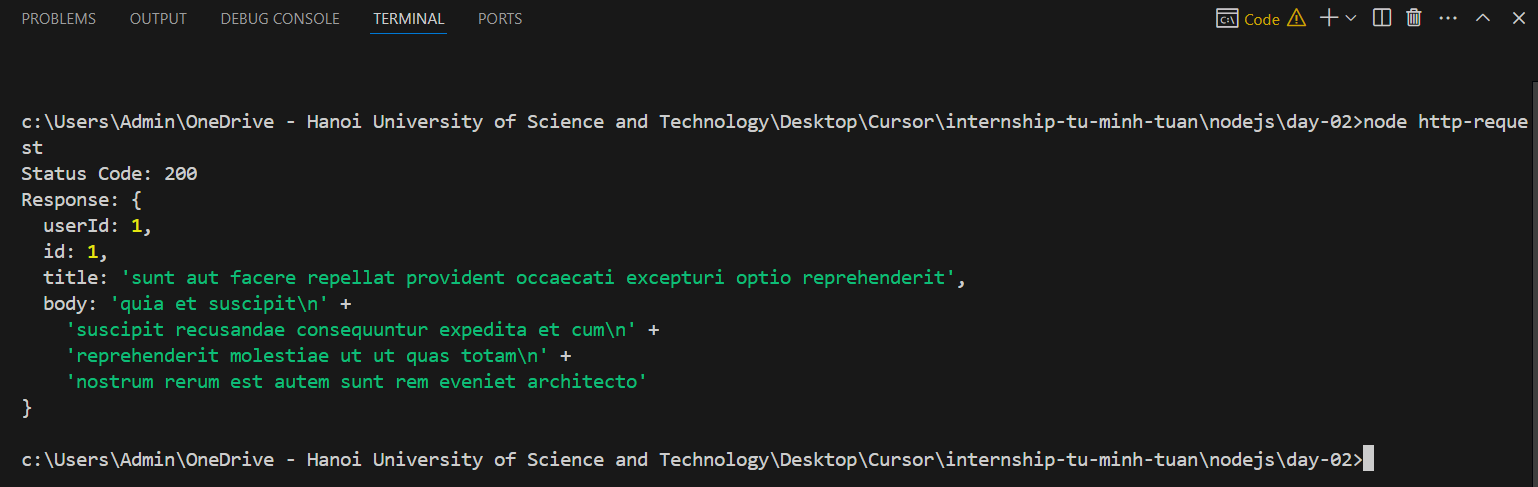 PROBLEMS OUTPUT DEBUG CONSOLE TERMINAL PORTS Code
c:\Users\Admin\OneDrive - Hanoi University of Science and Technology\Desktop\Cursor\internship-tu-minh-tuan\nodejs\day-02>node http-reque
st
Status Code: 200
Response: {
  userId: 1,
  id: 1,
  title: 'sunt aut facere repellat provident occaecati excepturi optio reprehenderit',
  body: 'quia et suscipit\n' +
    'suscipit recusandae consequuntur expedita et cum\n' +
    'reprehenderit molestiae ut ut quas totam\n' +
    'nostrum rerum est autem sunt rem eveniet architecto'
}
c:\Users\Admin\OneDrive - Hanoi University of Science and Technology\Desktop\Cursor\internship-tu-minh-tuan\nodejs\day-02>